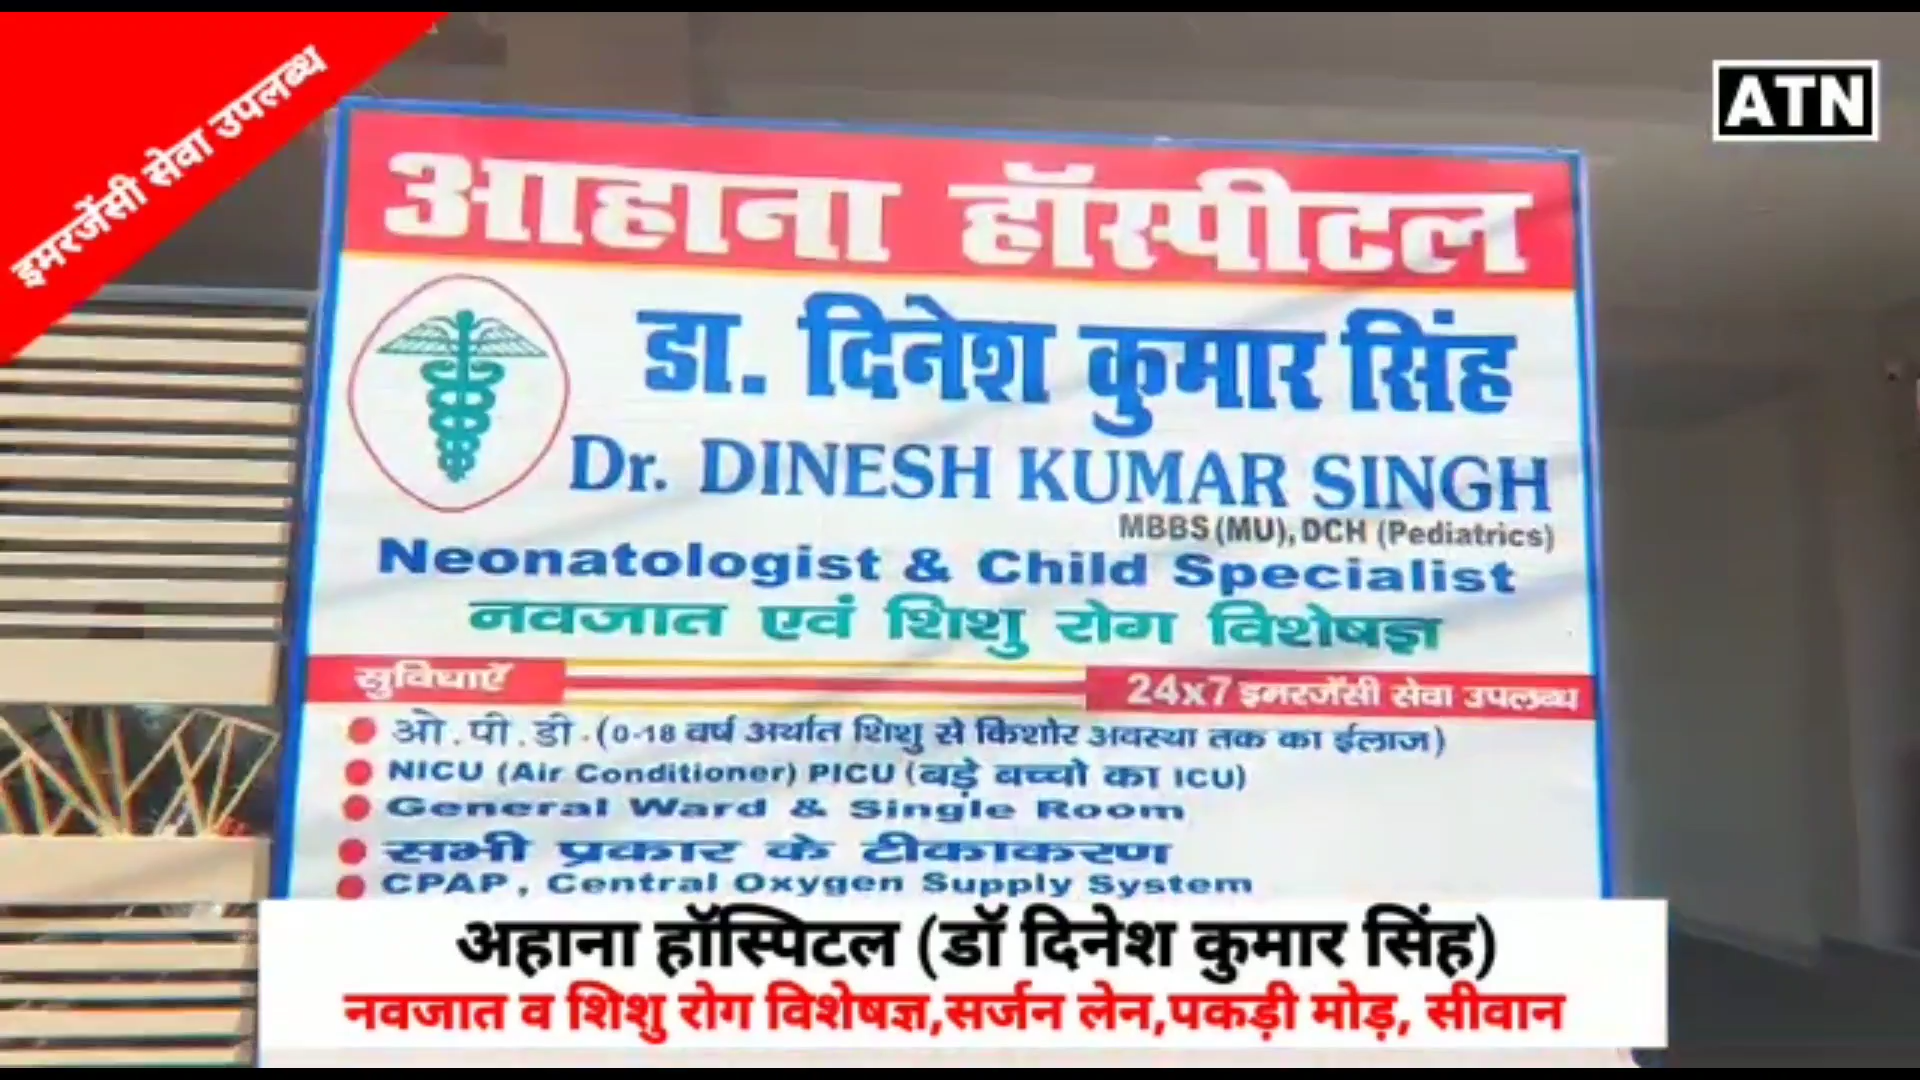 इमरजेंसी सेवा उपलब्ध
ATN
आहाना हॉस्पीटल
डा. दिनेश कुमार सिंह
Dr. DINESH KUMAR SINGH
MBBS (MU), DCH (Pediatrics)
Neonatologist & Child Specialist
नवजात एवं शिशु रोग विशेषज्ञ
सुविधाऐं
24x7 इमरजेंसी सेवा उपलब्ध
ओ.पी.डी.(0-18 वर्ष अर्थात शिशु से किशोर अवस्था तक का ईलाज)
NICU (Air Conditioner) PICU (बड़े बच्चो का ICU)
General Ward & Single Room
सभी प्रकार के टीकाकरण
CPAP, Central Oxygen Supply System
अहाना हॉस्पिटल (डॉ दिनेश कुमार सिंह)
नवजात व शिशु रोग विशेषज्ञ,सर्जन लेन,पकड़ी मोड़, सीवान